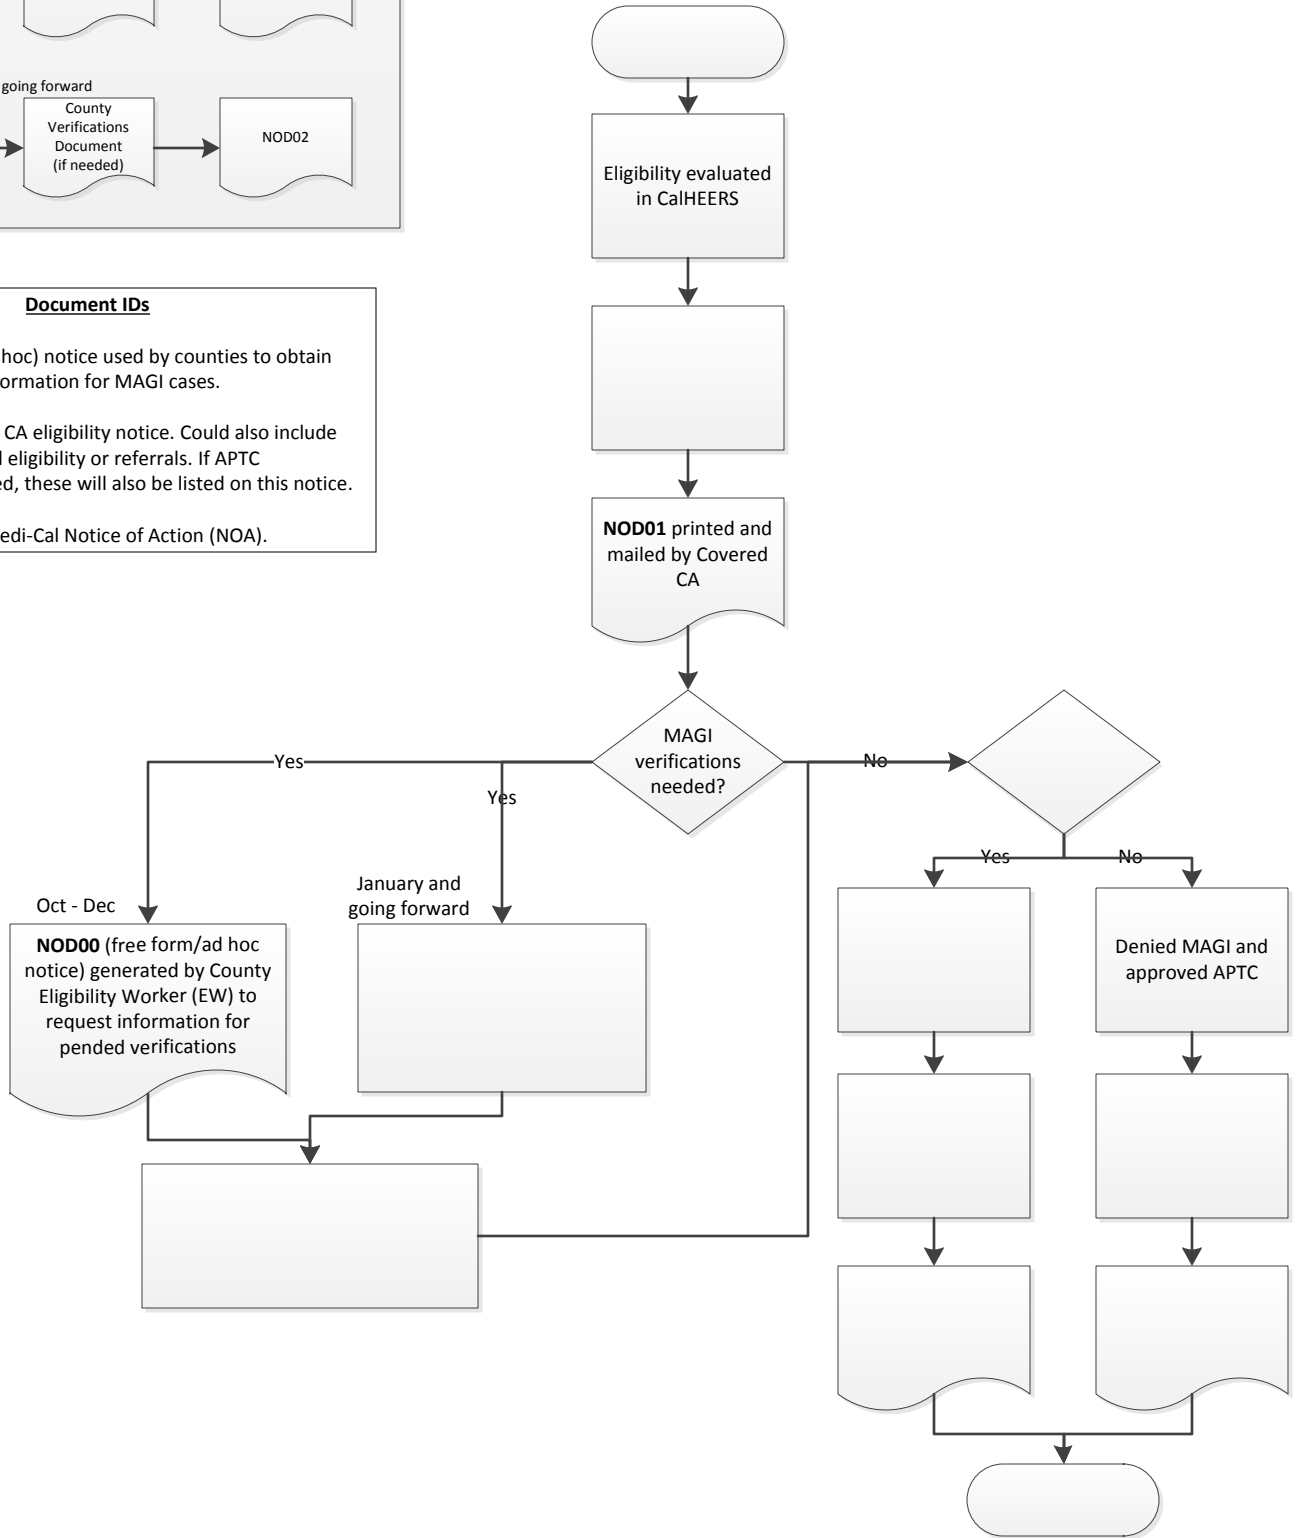 going forward
County
Verifications
Document
(if needed)
NOD02
Eligibility evaluated
in CalHEERS
Document IDs
hoc) notice used by counties to obtain
ormation for MAGI cases.
CA eligibility notice. Could also include
eligibility or referrals. If APTC
ed, these will also be listed on this notice.
edi-Cal Notice of Action (NOA).
NOD01 printed and
mailed by Covered
CA
MAGI
verifications
needed?
Yes
Yes
No
Yes
No
Oct - Dec
January and
going forward
NOD00 (free form/ad hoc
notice) generated by County
Eligibility Worker (EW) to
request information for
pended verifications
Denied MAGI and
approved APTC